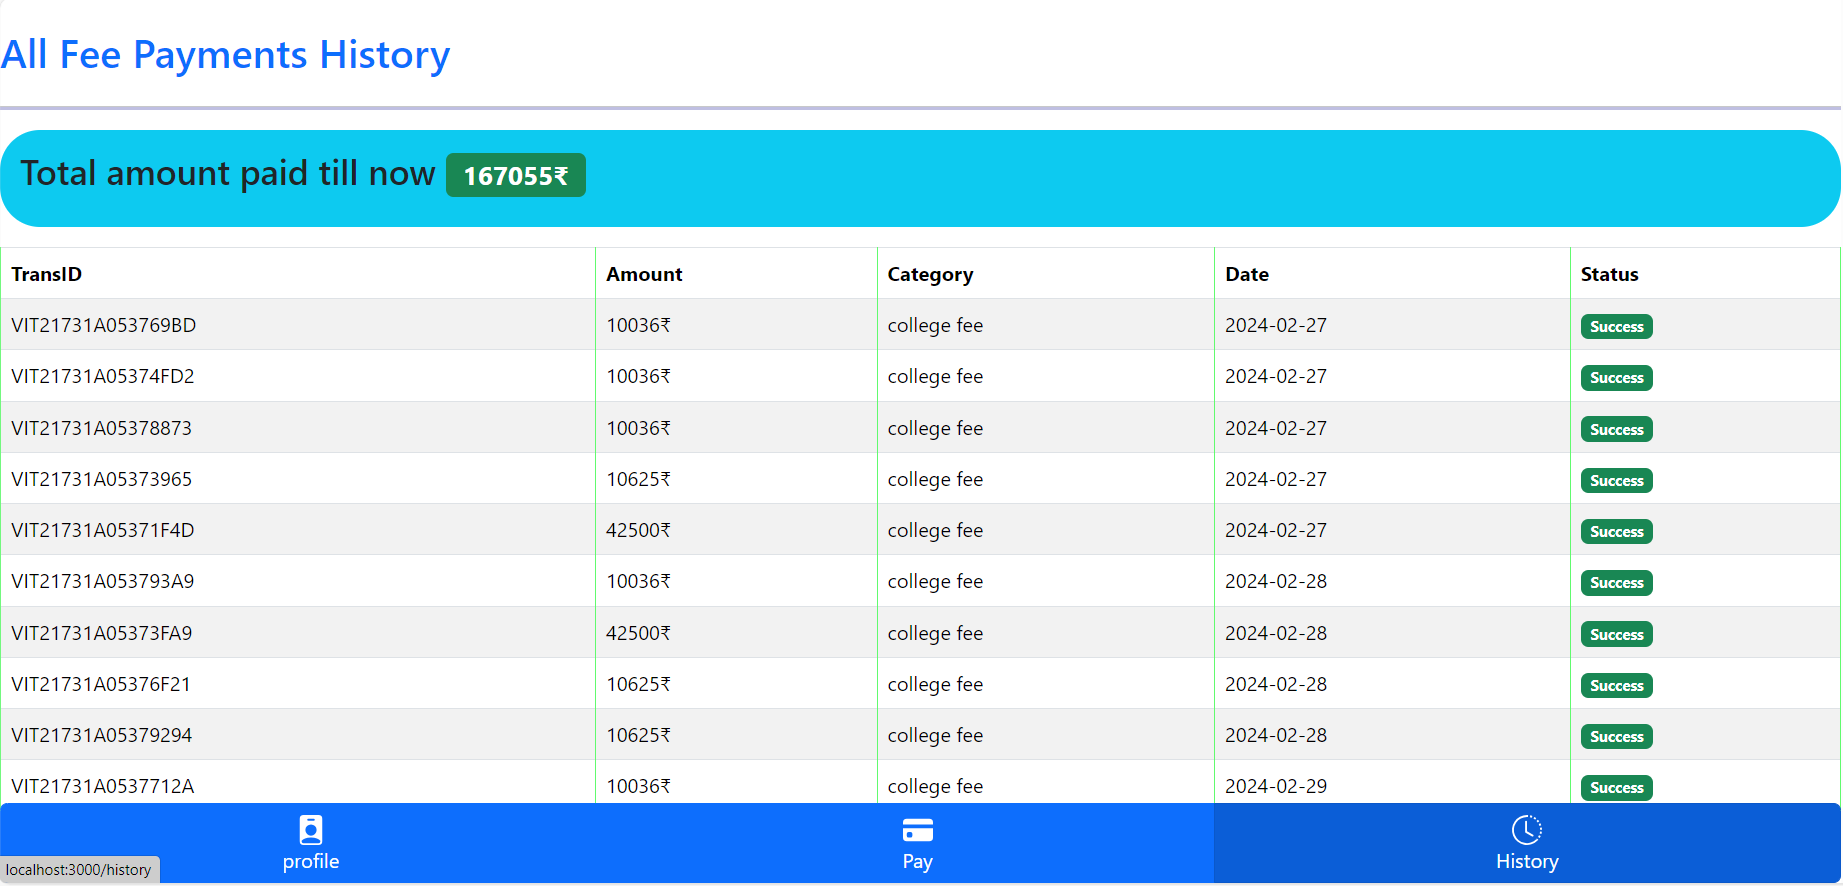 All Fee Payments History
Total amount paid till now 167055₹
TransID Amount Category Date Status
VIT21731A053769BD 10036₹ college fee 2024-02-27 Success
VIT21731A05374FD2 10036₹ college fee 2024-02-27 Success
VIT21731A05378873 10036₹ college fee 2024-02-27 Success
VIT21731A05373965 10625₹ college fee 2024-02-27 Success
VIT21731A05371F4D 42500₹ college fee 2024-02-27 Success
VIT21731A053793A9 10036₹ college fee 2024-02-28 Success
VIT21731A05373FA9 42500₹ college fee 2024-02-28 Success
VIT21731A05376F21 10625₹ college fee 2024-02-28 Success
VIT21731A05379294 10625₹ college fee 2024-02-28 Success
VIT21731A0537712A 10036₹ college fee 2024-02-29 Success
profile Pay History
localhost:3000/history